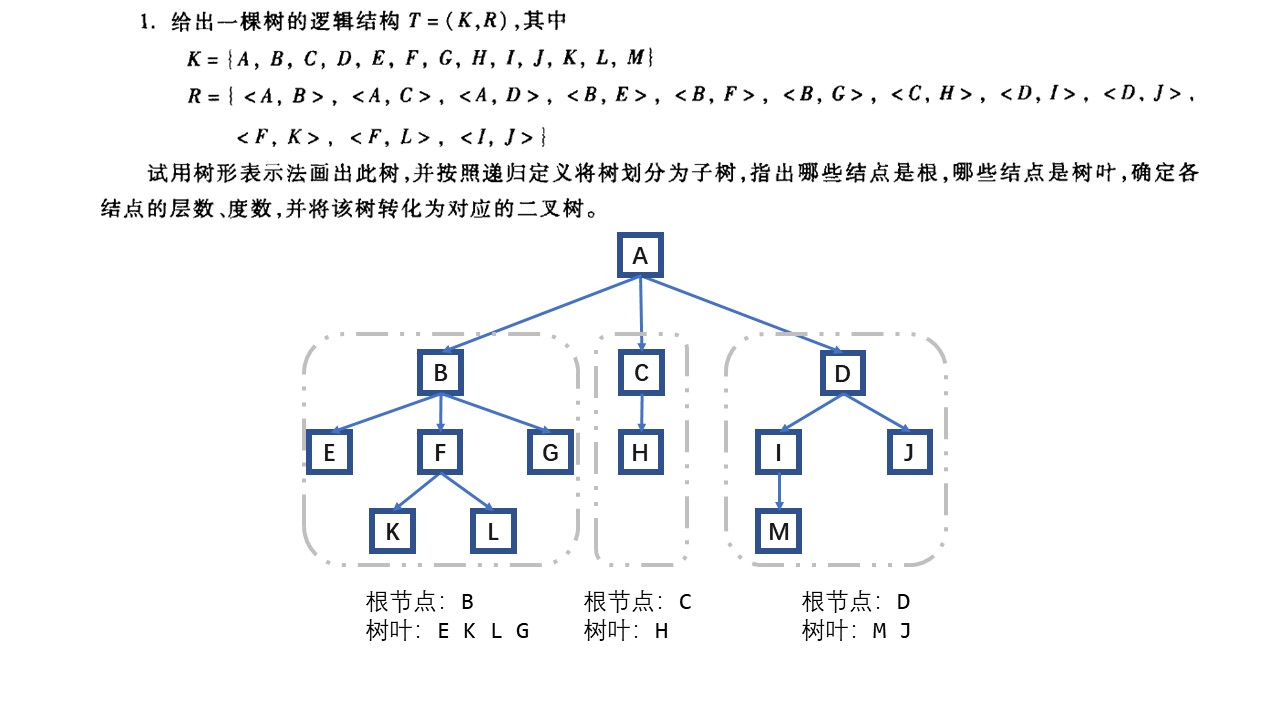 1. 给出一棵树的逻辑结构 T = (K,R),其中
K = {A, B, C, D, E, F, G, H, I, J, K, L, M}
R = { <A, B>, <A, C>, <A, D>, <B, E>, <B, F>, <B, G>, <C, H>, <D, I>, <D, J>,
<F, K>, <F, L>, <I, J>}
试用树形表示法画出此树,并按照递归定义将树划分为子树,指出哪些结点是根,哪些结点是树叶,确定各
结点的层数、度数,并将该树转化为对应的二叉树。
A
B C D
E F G H I J
K L M
根节点: B 根节点: C 根节点: D
树叶: E K L G 树叶: H 树叶: M J